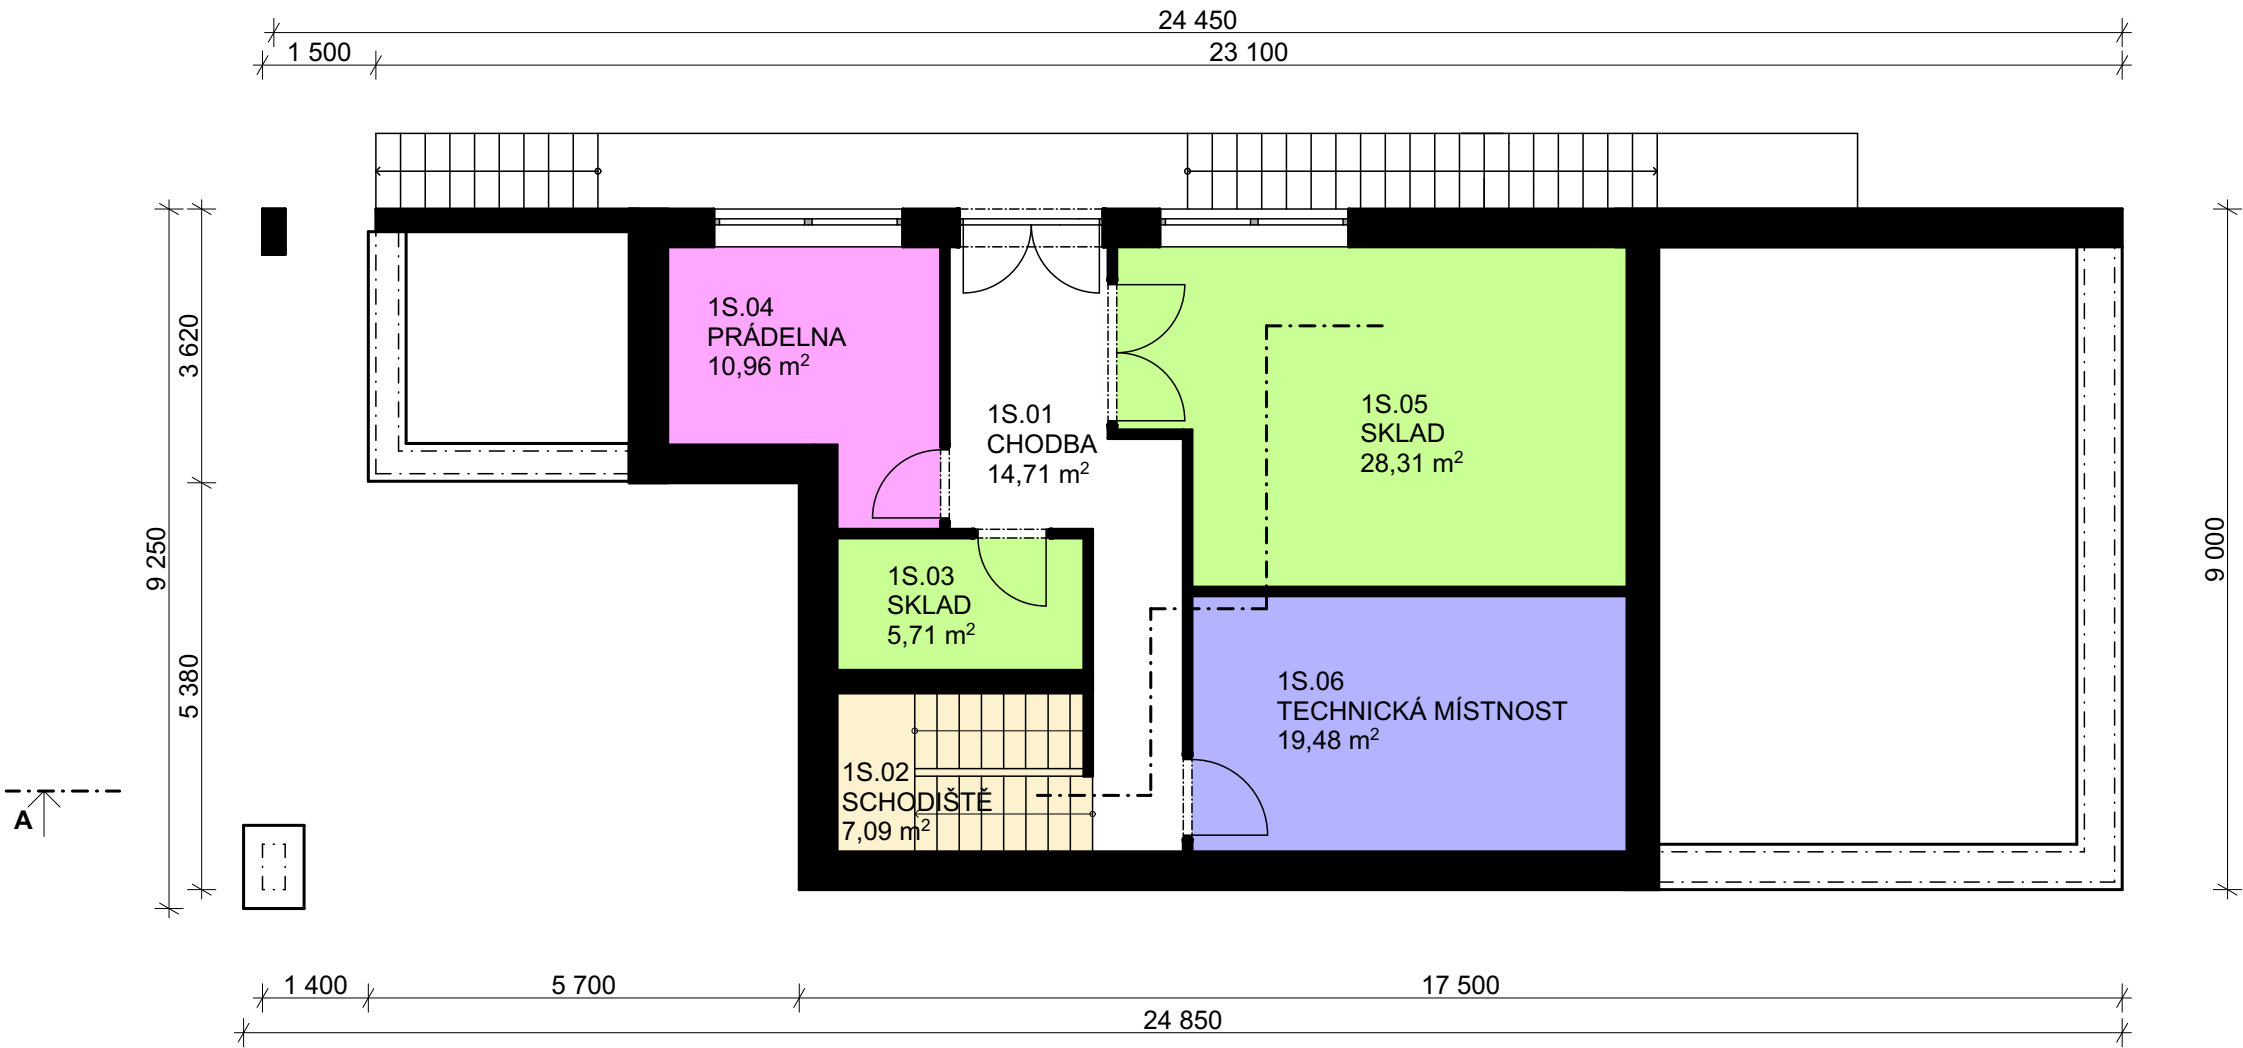 24 450
1 500
23 100
1S.04
PRÁDELNA
10,96 m²
1S.01
CHODBA
14,71 m²
1S.05
SKLAD
28,31 m²
3 620
9 250
5 380
9 000
1S.03
SKLAD
5,71 m²
1S.06
TECHNICKÁ MÍSTNOST
19,48 m²
1S.02
SCHODIŠTĚ
7,09 m²
A
1 400
5 700
17 500
24 850